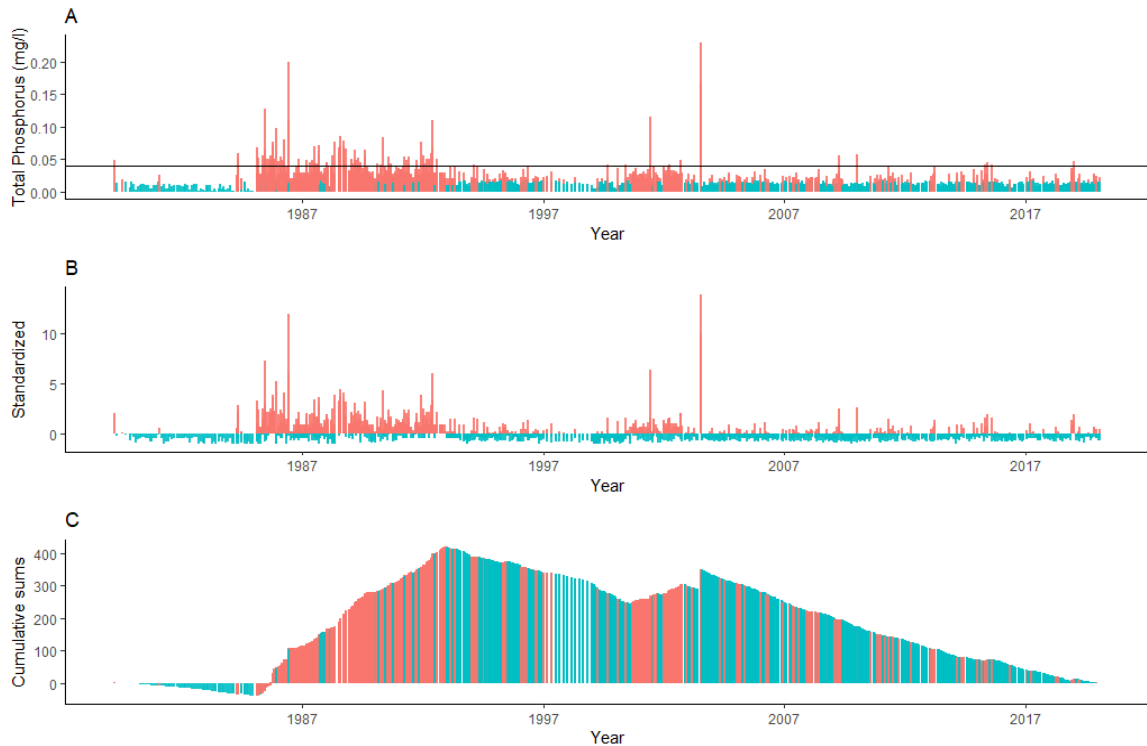 A
Total Phosphorus (mg/l)
0.20
0.15
0.10
0.05
0.00
1987 1997 2007 2017
Year
B
Standardized
10
5
0
1987 1997 2007 2017
Year
C
Cumulative sums
400
300
200
100
0
1987 1997 2007 2017
Year